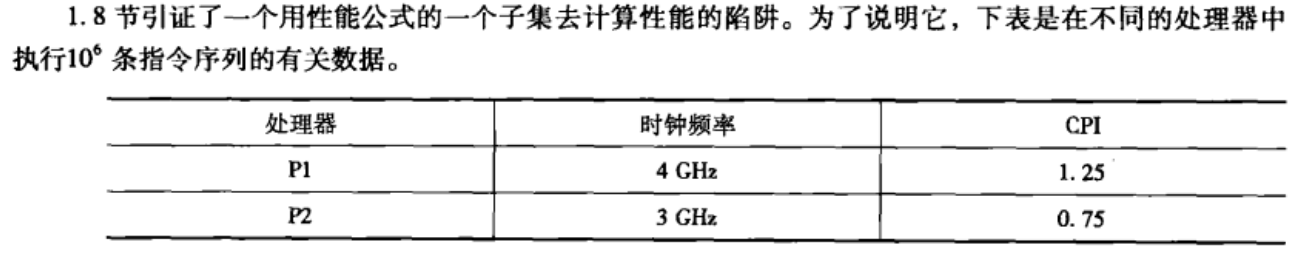 1.8 节引证了一个用性能公式的一个子集去计算性能的陷阱。为了说明它，下表是在不同的处理器中
执行10⁶ 条指令序列的有关数据。
处理器 时钟频率 CPI
P1 4 GHz 1.25
P2 3 GHz 0.75